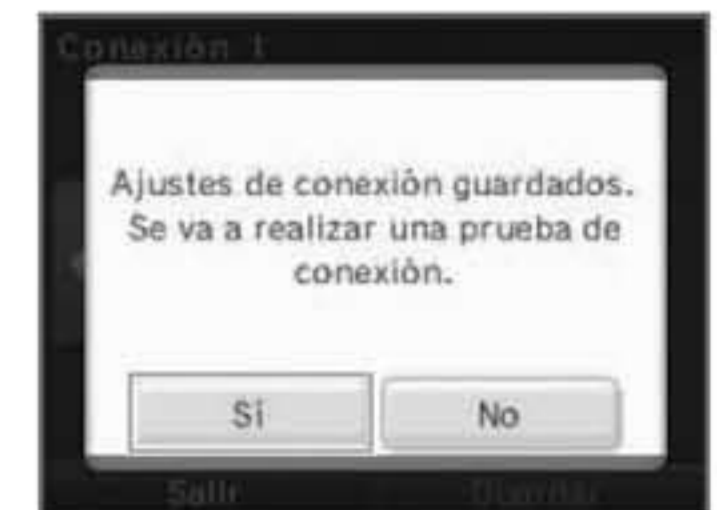 Conexión 1
Ajustes de conexión guardados.
Se va a realizar una prueba de
conexión.
Sí
No
Salir